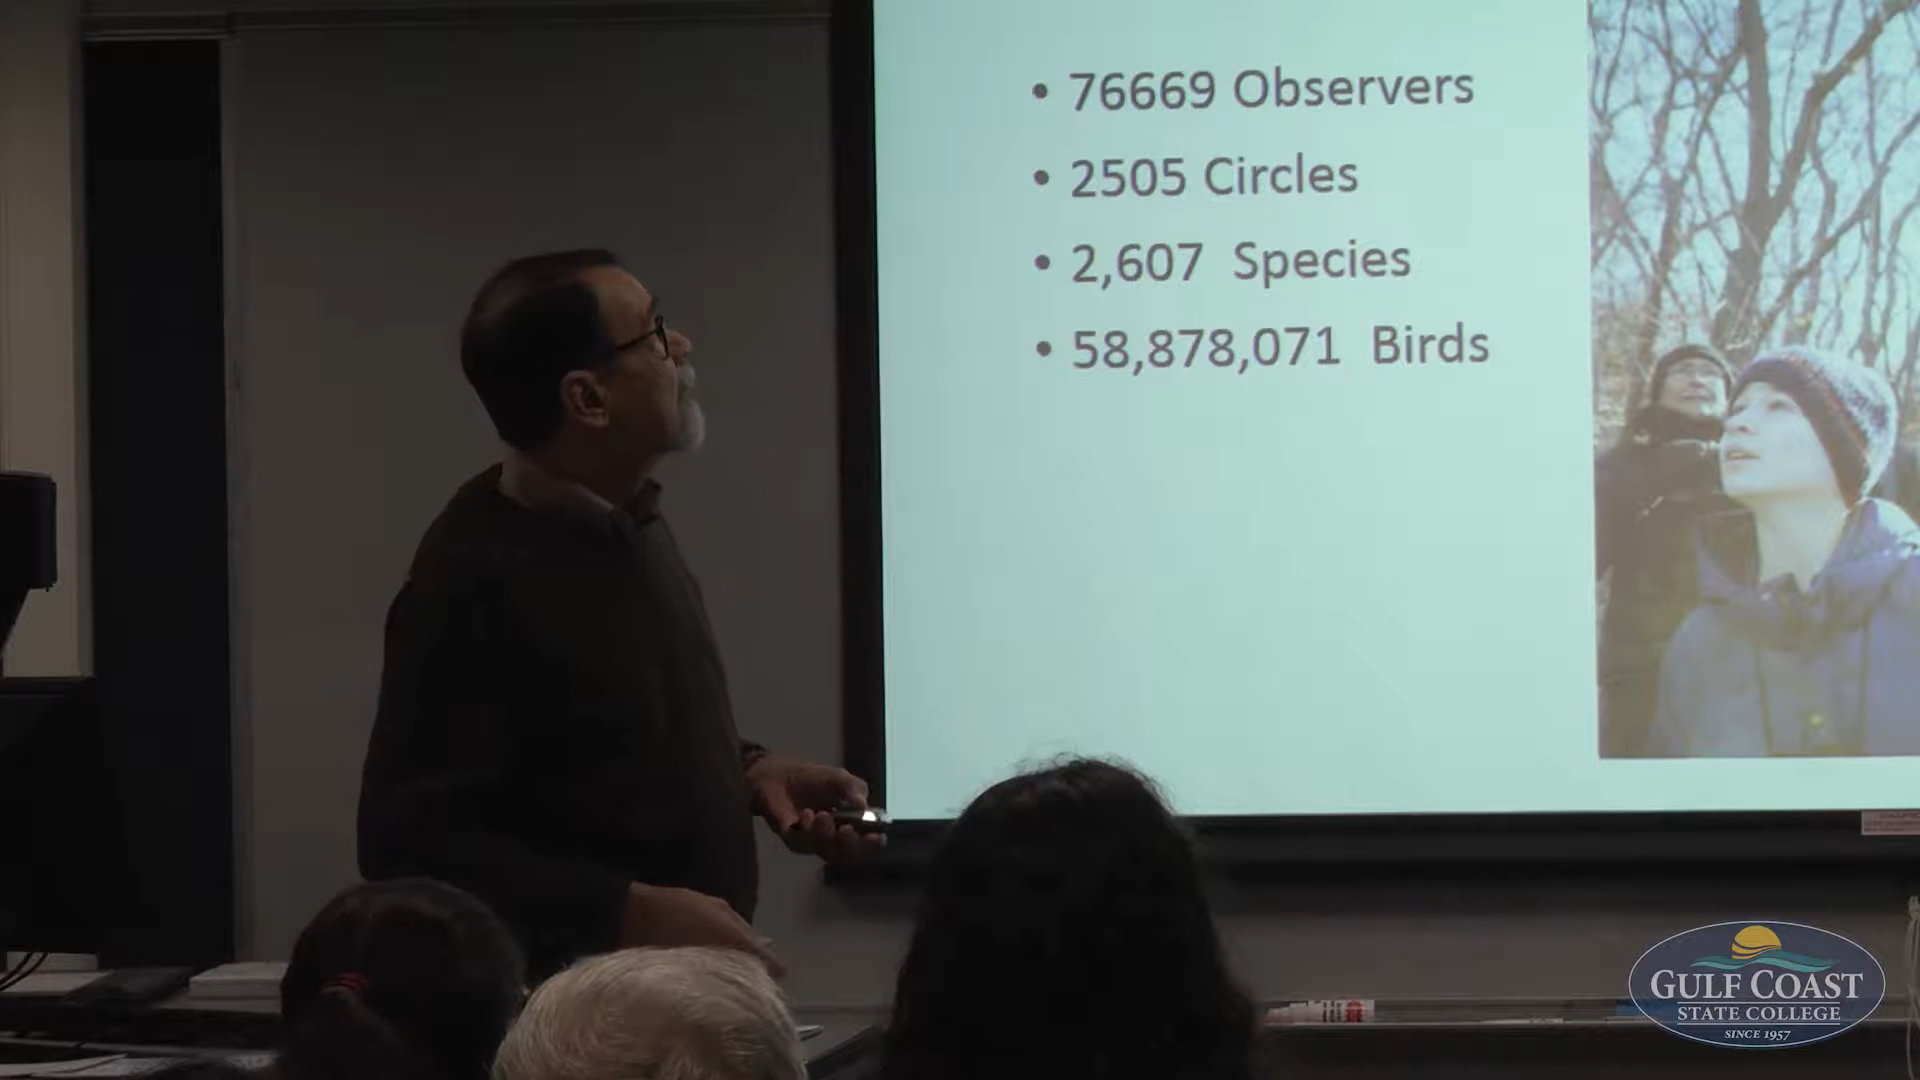 • 76669 Observers
• 2505 Circles
• 2,607 Species
• 58,878,071 Birds
GULF COAST
STATE COLLEGE
SINCE 1957